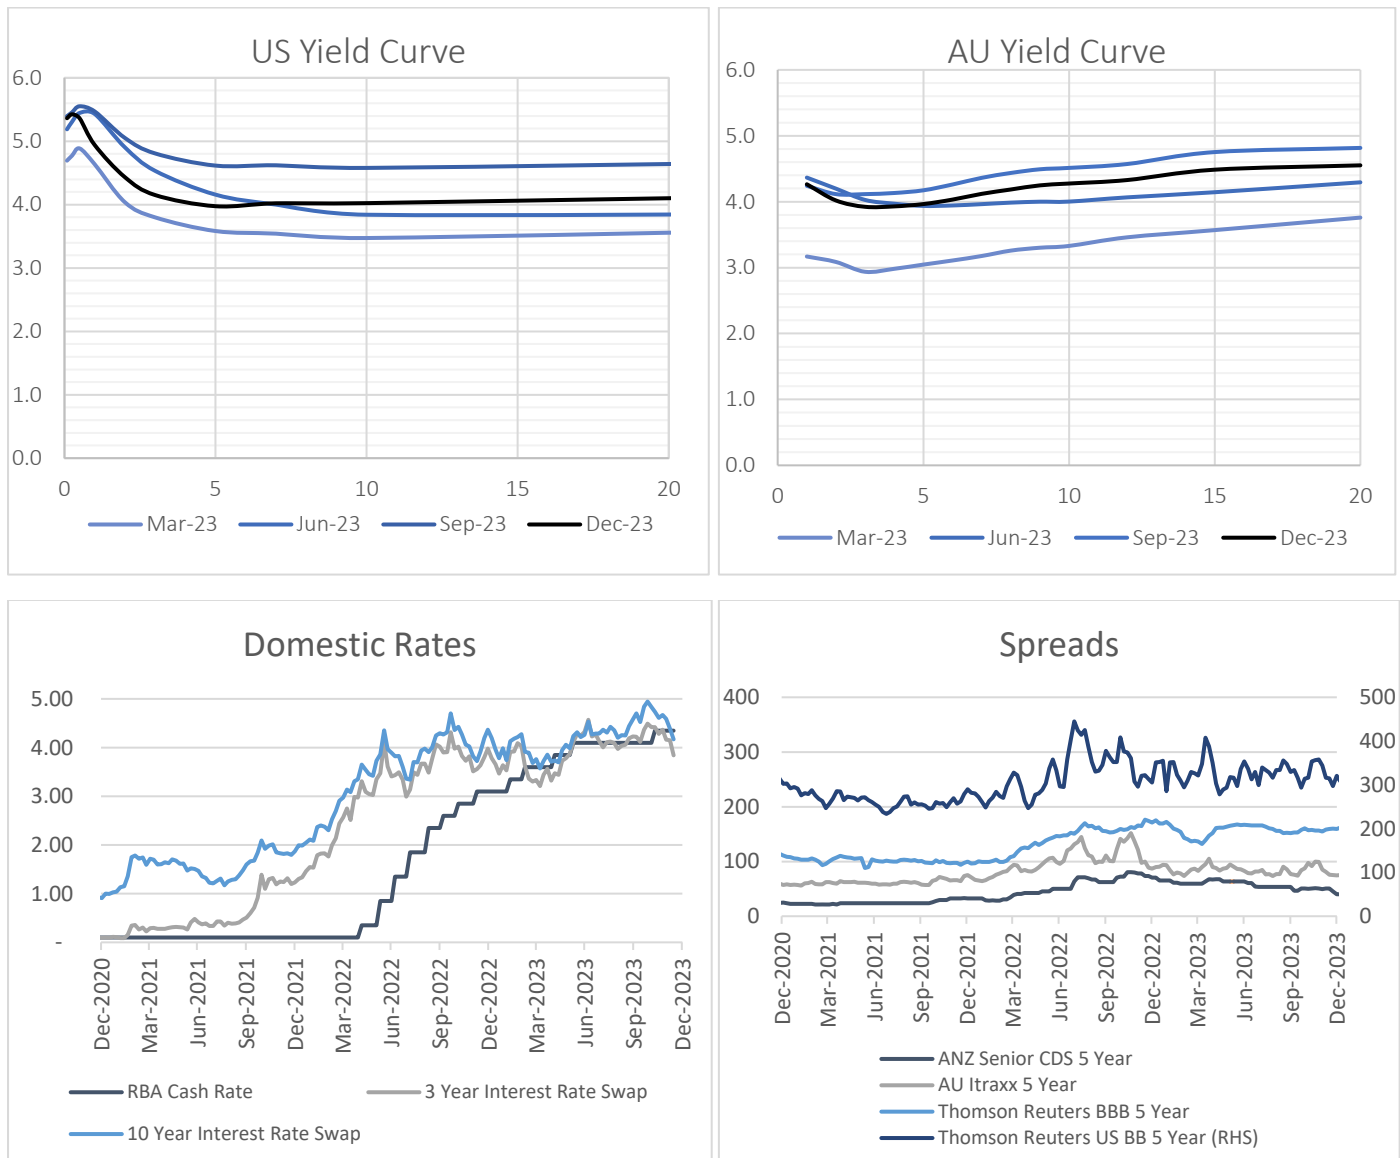 US Yield Curve
6.0
5.0
4.0
3.0
2.0
1.0
0.0
0 5 10 15 20
Mar-23 Jun-23 Sep-23 Dec-23
AU Yield Curve
6.0
5.0
4.0
3.0
2.0
1.0
0.0
0 5 10 15 20
Mar-23 Jun-23 Sep-23 Dec-23
Domestic Rates
5.00
4.00
3.00
2.00
1.00
-
Dec-2020
Mar-2021
Jun-2021
Sep-2021
Dec-2021
Mar-2022
Jun-2022
Sep-2022
Dec-2022
Mar-2023
Jun-2023
Sep-2023
Dec-2023
RBA Cash Rate 3 Year Interest Rate Swap
10 Year Interest Rate Swap
Spreads
400
300
200
100
0
500
400
300
200
100
0
Dec-2020
Mar-2021
Jun-2021
Sep-2021
Dec-2021
Mar-2022
Jun-2022
Sep-2022
Dec-2022
Mar-2023
Jun-2023
Sep-2023
Dec-2023
ANZ Senior CDS 5 Year
AU Itraxx 5 Year
Thomson Reuters BBB 5 Year
Thomson Reuters US BB 5 Year (RHS)